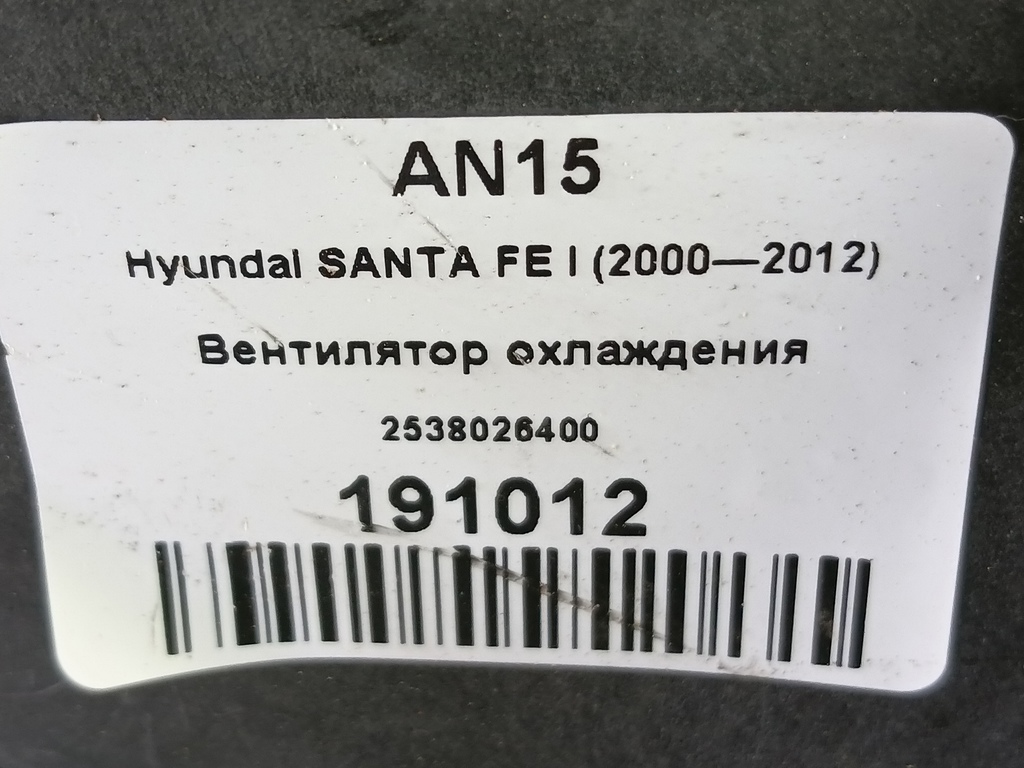 AN15
Hyundai SANTA FE I (2000—2012)
Вентилятор охлаждения
2538026400
191012